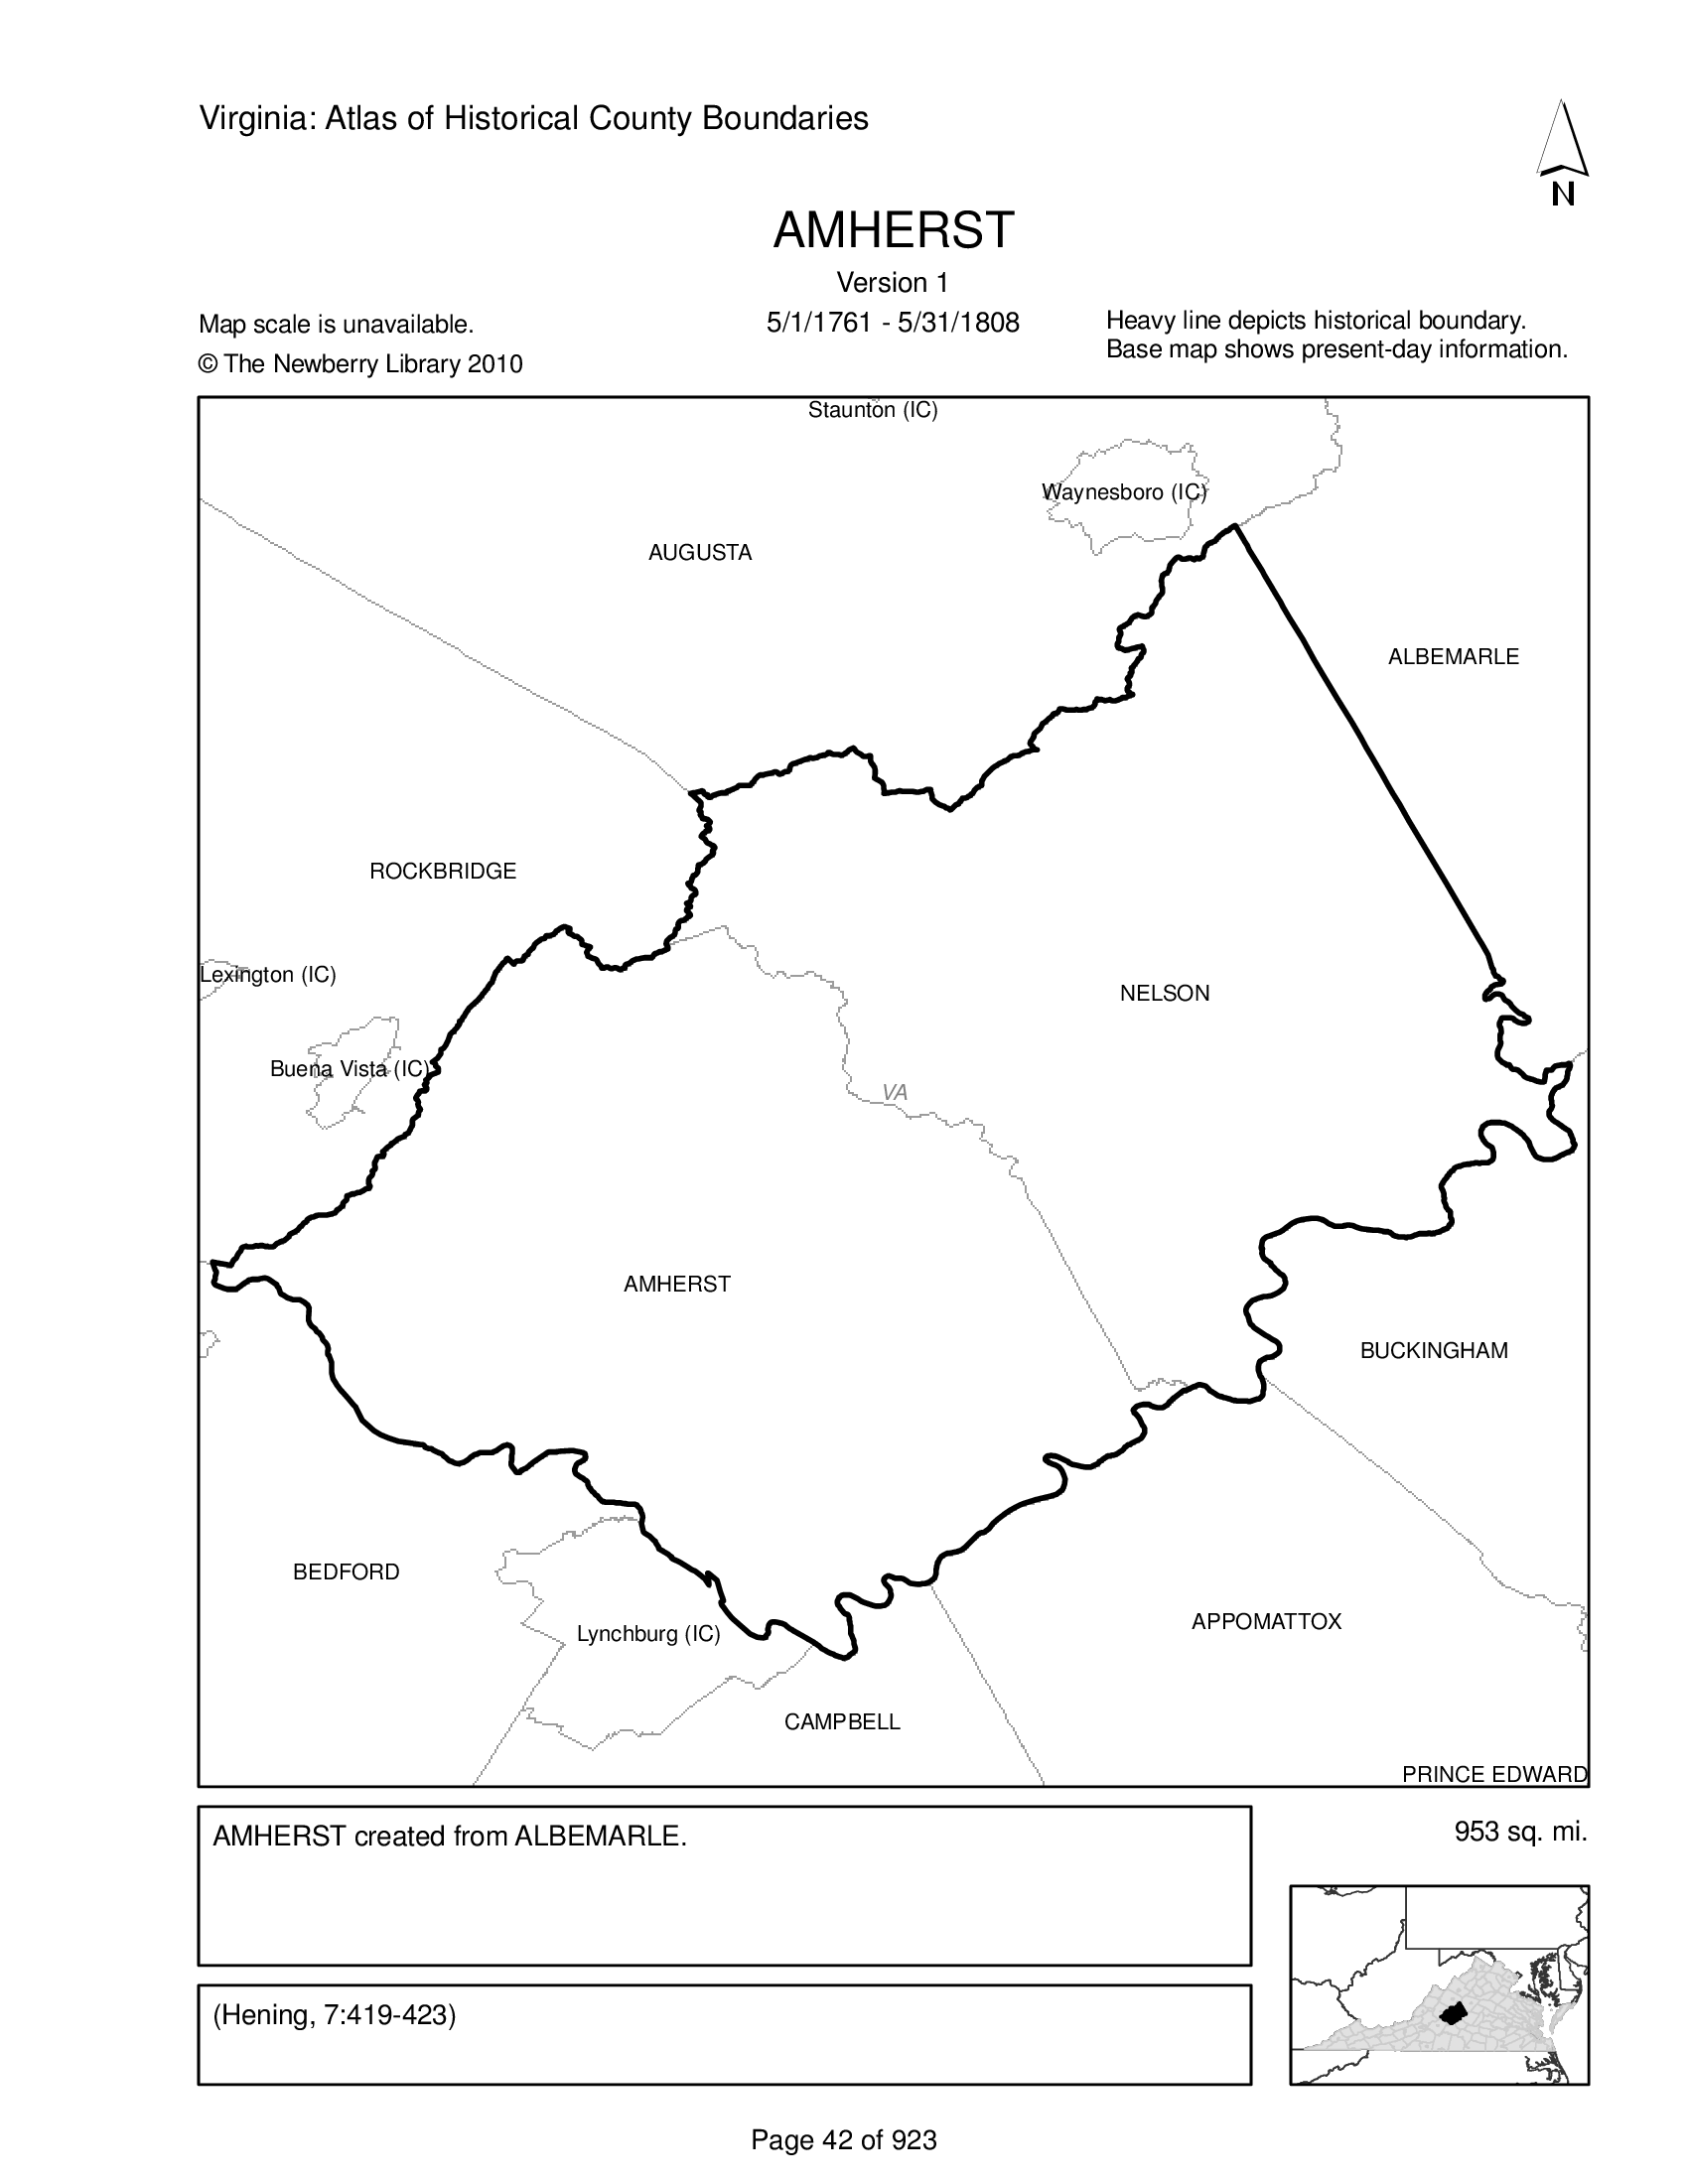 Virginia: Atlas of Historical County Boundaries
N
AMHERST
Version 1
5/1/1761 - 5/31/1808
Map scale is unavailable.
© The Newberry Library 2010
Heavy line depicts historical boundary.
Base map shows present-day information.
Staunton (IC)
Waynesboro (IC)
AUGUSTA
ALBEMARLE
ROCKBRIDGE
Lexington (IC)
NELSON
Buena Vista (IC)
VA
AMHERST
BUCKINGHAM
BEDFORD
APPOMATTOX
Lynchburg (IC)
CAMPBELL
PRINCE EDWARD
AMHERST created from ALBEMARLE.
953 sq. mi.
(Hening, 7:419-423)
Page 42 of 923